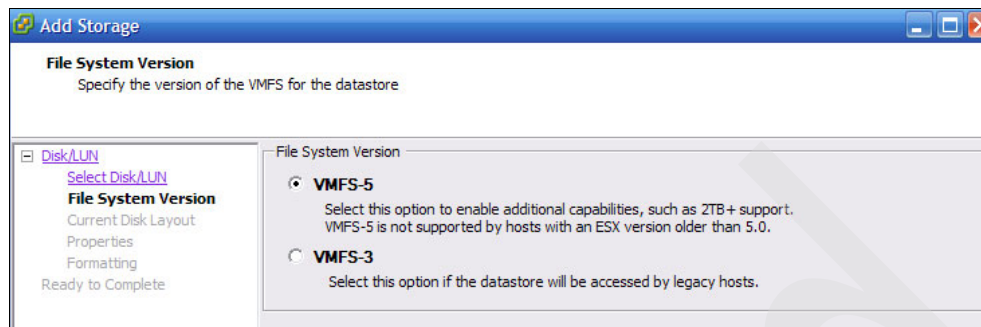 Add Storage
File System Version
Specify the version of the VMFS for the datastore
Disk/LUN
Select Disk/LUN
File System Version
Current Disk Layout
Properties
Formatting
Ready to Complete
File System Version
VMFS-5
Select this option to enable additional capabilities, such as 2TB+ support.
VMFS-5 is not supported by hosts with an ESX version older than 5.0.
VMFS-3
Select this option if the datastore will be accessed by legacy hosts.